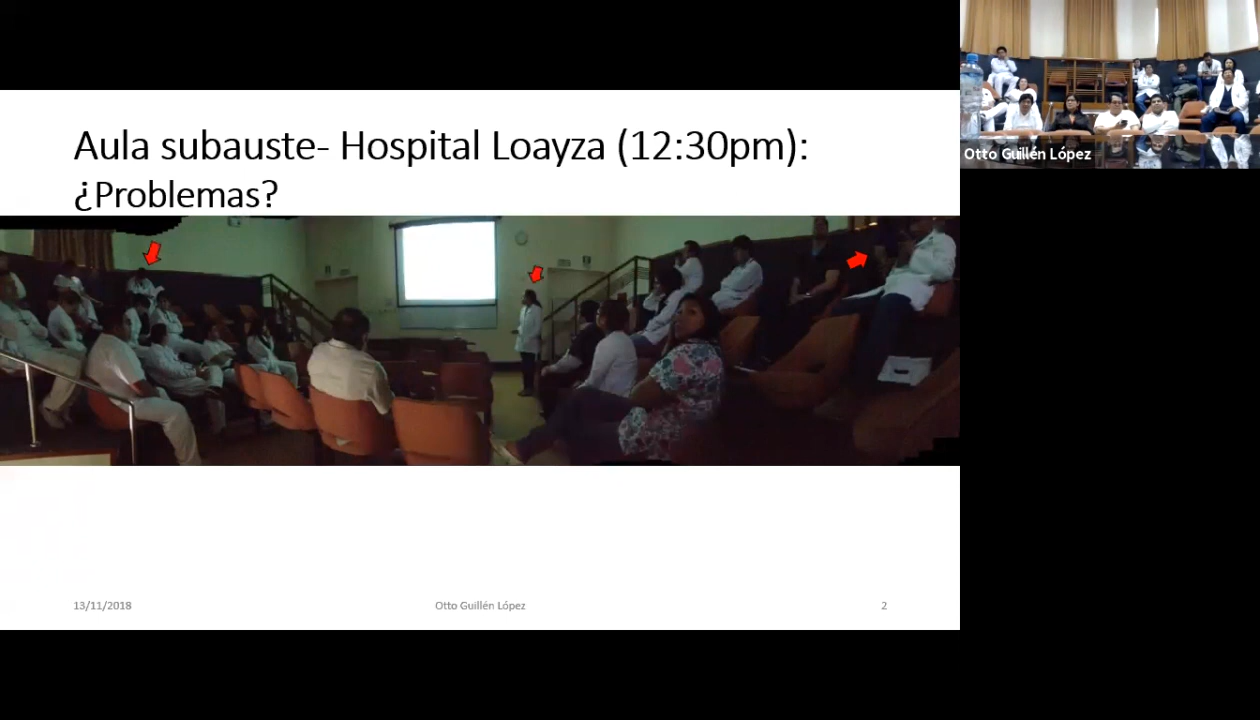 Aula subauste- Hospital Loayza (12:30pm):
¿Problemas?
13/11/2018
Otto Guillén López
2
Otto Guillén López